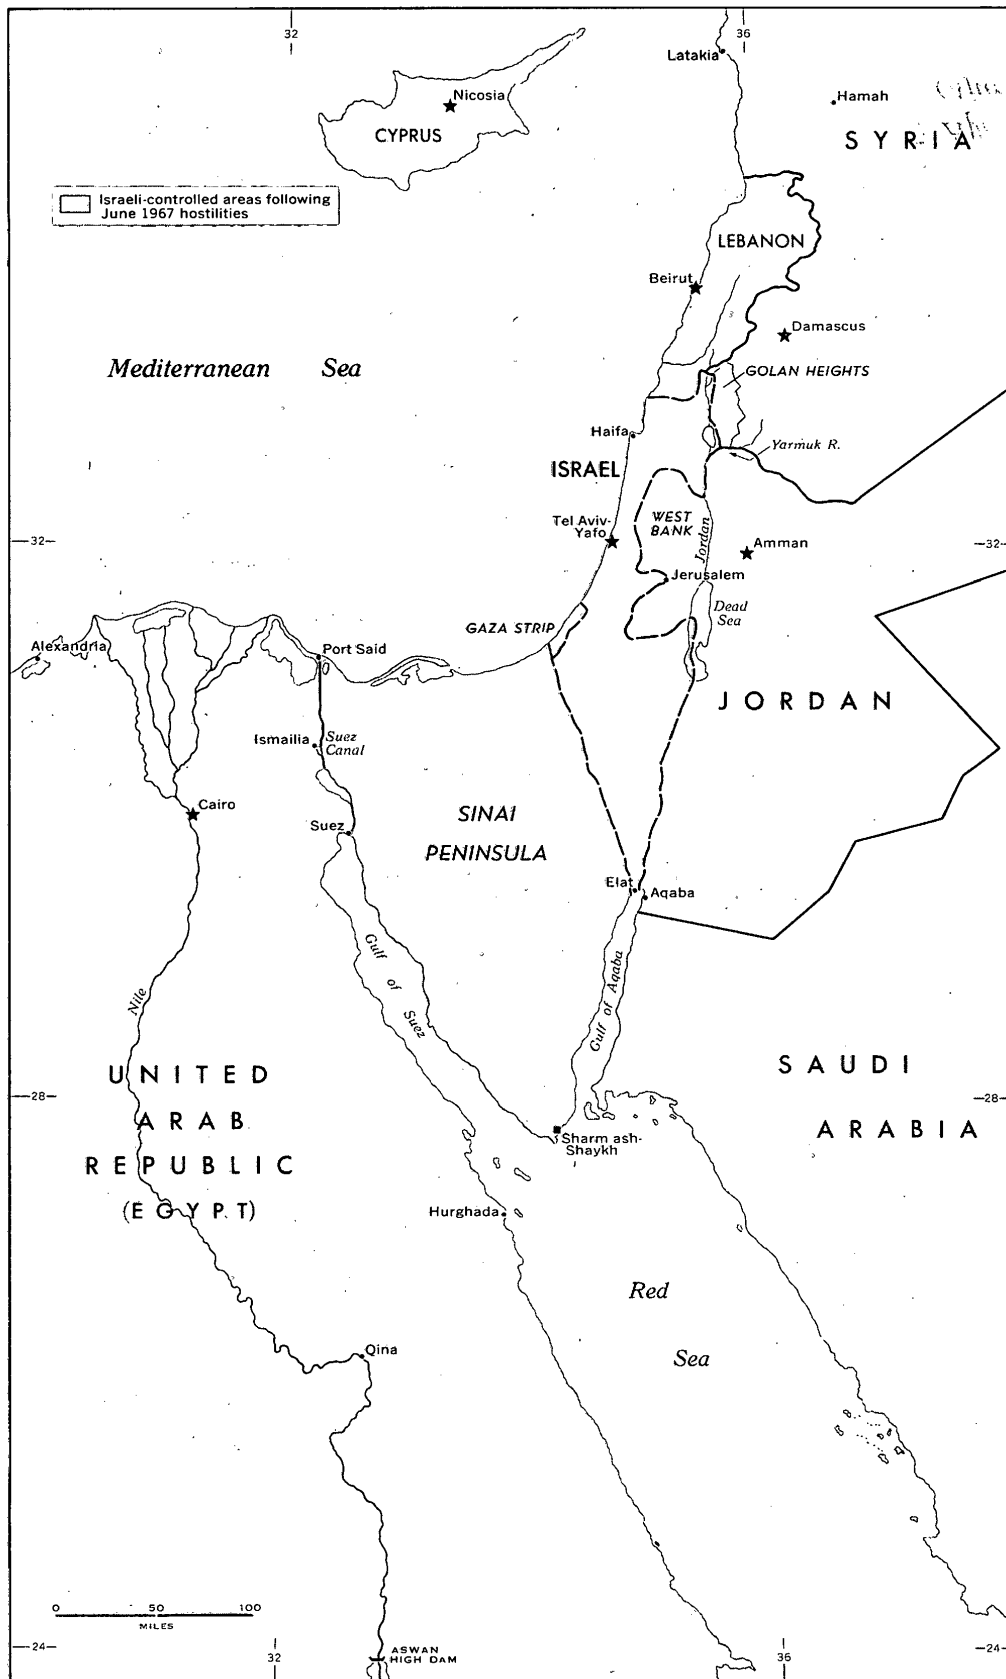 32
36
Latakia
Hamah
Nicosia
CYPRUS
SYRIA
Israeli-controlled areas following
June 1967 hostilities
LEBANON
Beirut
Damascus
Mediterranean Sea
GOLAN HEIGHTS
Haifa
Yarmuk R.
ISRAEL
Tel Aviv-
Yafo
WEST
BANK
Jordan
32
Amman
32
Jerusalem
Dead
Sea
GAZA STRIP
Alexandria
Port Said
JORDAN
Ismailia
Suez
Canal
Cairo
SINAI
PENINSULA
Suez
Elat
Aqaba
Gulf of Suez
Gulf of Aqaba
Nile
UNITED
ARAB
REPUBLIC
(EGYPT)
SAUDI
ARABIA
28
28
Sharm ash-
Shaykh
Hurghada
Red
Sea
Qina
0 50 100
MILES
24
24
32
36
ASWAN
HIGH DAM